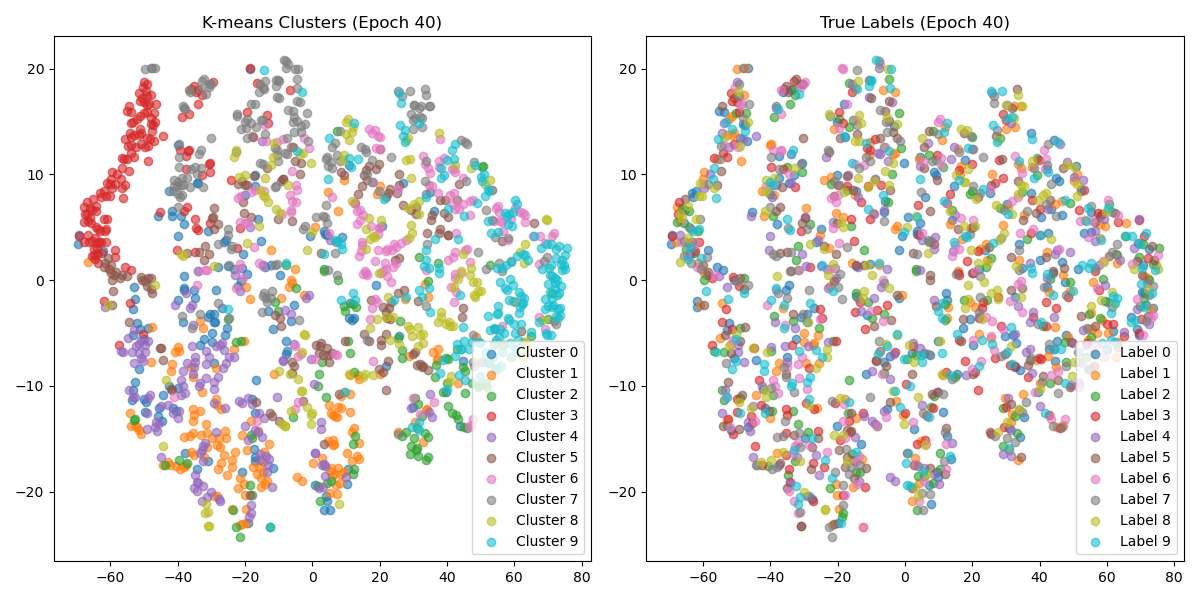 K-means Clusters (Epoch 40)
20
10
0
−10
−20
−60
−40
−20
0
20
40
60
80
Cluster 0
Cluster 1
Cluster 2
Cluster 3
Cluster 4
Cluster 5
Cluster 6
Cluster 7
Cluster 8
Cluster 9
True Labels (Epoch 40)
20
10
0
−10
−20
−60
−40
−20
0
20
40
60
80
Label 0
Label 1
Label 2
Label 3
Label 4
Label 5
Label 6
Label 7
Label 8
Label 9